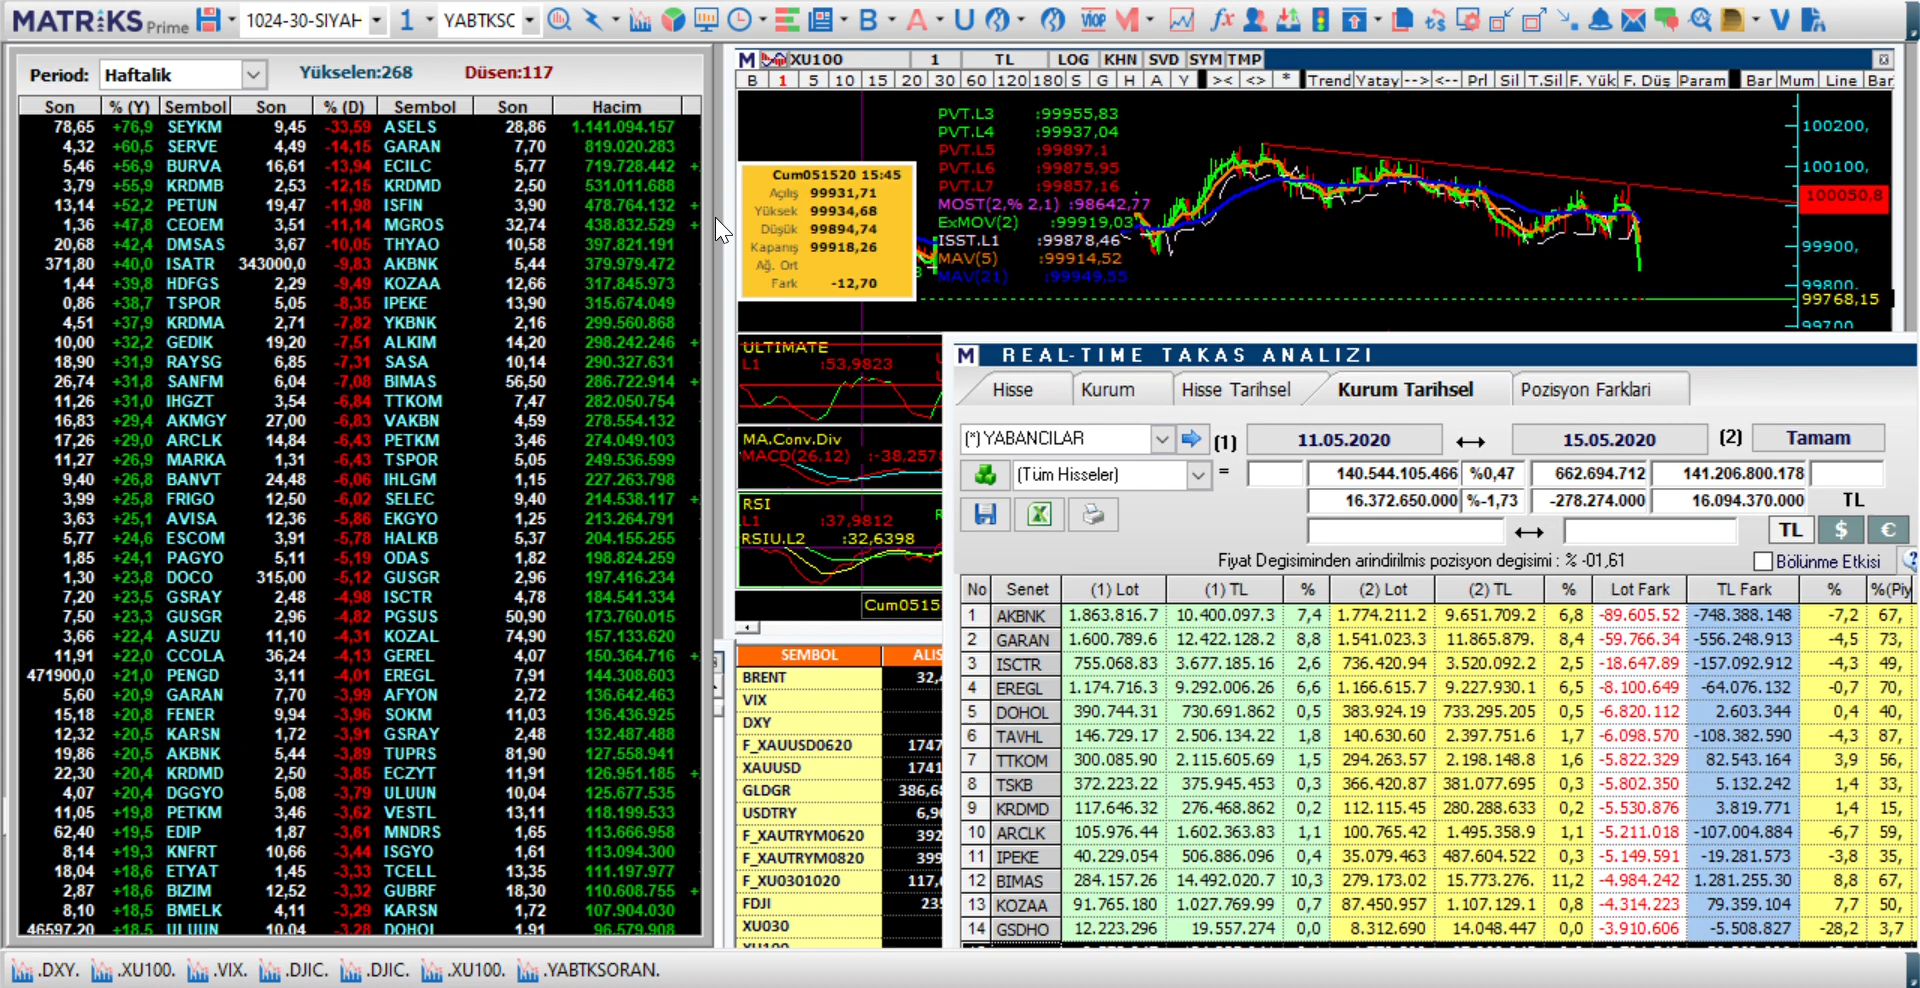 MATRIKS Prime 1024-30-SIYAH 1 YABTKSC
Period: Haftalik Yükselen:268 Düsen:117
Son % (Y) Sembol Son % (D) Sembol Son Hacim
78,65 +76,9 SEYKM 9,45 -33,59 ASELS 28,86 1.141.094.157
4,32 +60,5 SERVE 4,49 -14,15 GARAN 7,70 819.020.283
5,46 +56,9 BURVA 16,61 -13,94 ECILC 5,77 719.728.442 +
3,79 +55,9 KRDMB 2,53 -12,15 KRDMD 2,50 531.011.688
13,14 +52,2 PETUN 19,47 -11,98 ISFIN 3,90 478.764.132 +
1,36 +47,8 CEOEM 3,51 -11,14 MGROS 32,74 438.832.529 +
20,68 +42,4 DMSAS 3,67 -10,05 THYAO 10,58 397.821.191
371,80 +40,0 ISATR 343000,0 -9,83 AKBNK 5,44 379.979.472
1,44 +39,8 HDFGS 2,29 -9,49 KOZAA 12,66 317.845.973
0,86 +38,7 TSPOR 5,05 -8,35 IPEKE 13,90 315.674.049
4,51 +37,9 KRDMA 2,71 -7,82 YKBNK 2,16 299.560.868
10,00 +32,2 GEDIK 19,20 -7,51 ALKIM 14,20 298.242.246 +
18,90 +31,9 RAYSG 6,85 -7,31 SASA 10,14 290.327.631
26,74 +31,8 SANFM 6,04 -7,08 BIMAS 56,50 286.722.914 +
11,26 +31,0 IHGZT 3,54 -6,84 TTKOM 7,47 282.050.754
16,83 +29,4 AKMGY 27,00 -6,83 VAKBN 4,59 278.554.132
17,26 +29,0 ARCLK 14,84 -6,43 PETKM 3,46 274.049.103
11,27 +26,9 MARKA 1,31 -6,43 TSPOR 5,05 249.536.599
9,40 +26,8 BANVT 24,48 -6,06 IHLGM 1,15 227.263.798
3,99 +25,8 FRIGO 12,50 -6,02 SELEC 9,40 214.538.117 +
3,63 +25,1 AVISA 12,36 -5,86 EKGYO 1,25 213.264.791
5,77 +24,6 ESCOM 3,91 -5,78 HALKB 5,37 204.155.255
1,85 +24,1 PAGYO 5,11 -5,19 ODAS 1,82 198.824.259
1,30 +23,8 DOCO 315,00 -5,12 GUSGR 2,96 197.416.234
7,20 +23,5 GSRAY 2,48 -4,98 ISCTR 4,78 184.541.334
7,50 +23,3 GUSGR 2,96 -4,82 PGSUS 50,90 173.760.015
3,66 +22,4 ASUZU 11,10 -4,31 KOZAL 74,90 157.133.620
11,91 +22,0 CCOLA 36,24 -4,13 GEREL 4,07 150.364.716 +
471900,0 +21,0 PENGD 3,11 -4,01 EREGL 7,91 144.308.603
5,60 +20,9 GARAN 7,70 -3,99 AFYON 2,72 136.642.463
15,18 +20,8 FENER 9,94 -3,96 SOKM 11,03 136.436.925
12,32 +20,5 KARSN 1,72 -3,91 GSRAY 2,48 132.487.488
19,86 +20,5 AKBNK 5,44 -3,89 TUPRS 81,90 127.558.941
22,30 +20,4 KRDMD 2,50 -3,85 ECZYT 11,91 126.951.185 +
4,07 +20,4 DGGYO 5,08 -3,79 ULUUN 10,04 125.677.535
11,05 +19,8 PETKM 3,46 -3,62 VESTL 13,11 118.199.533
62,40 +19,5 EDIP 1,87 -3,61 MNDRS 1,65 113.666.958
8,14 +19,3 KNFRT 10,66 -3,44 ISGYO 1,61 113.094.300
18,04 +18,6 ETYAT 1,45 -3,33 TCELL 13,35 111.197.977
2,87 +18,6 BIZIM 12,52 -3,32 GUBRF 18,30 110.608.755 +
8,10 +18,5 BMELK 4,11 -3,29 KARSN 1,72 107.904.030
46597,20 +18,5 ULUUN 10,04 -3,28 DOHOL 1,91 96.579.908
M XU100 1 TL LOG KHN SVD SYM TMP
B 1 5 10 15 20 30 60 120 180 S G H A Y >< <> * Trend Yatay --> <-- Prl Sil T.Sil F. Yük F. Düş Param Bar Mum Line Bar
PVT.L3 :99955,83
PVT.L4 :99937,04
PVT.L5 :99897,1
PVT.L6 :99875,95
PVT.L7 :99857,16
MOST(2,% 2,1) :98642,77
ExMOV(2) :99919,03
ISST.L1 :99878,46
MAV(5) :99914,52
MAV(21) :99949,55
Cum051520 15:45
Açılış 99931,71
Yüksek 99934,68
Düşük 99894,74
Kapanış 99918,26
Ağ. Ort
Fark -12,70
100200,
100100,
100050,8
99900,
99800,
99768,15
99700,
ULTIMATE
L1 :53,9823
MA.Conv.Div
MACD(26,12) :-38,2570
RSI
L1 :37,9812
RSIU.L2 :32,6398
Cum0515
SEMBOL ALIS
BRENT 32,
VIX
DXY
F_XAUUSD0620 1747
XAUUSD 1741
GLDGR 386,6
USDTRY 6,9
F_XAUTRYM0620 392
F_XAUTRYM0820 399
F_XU0301020 117,
FDJI 23
XU030
XU100
M REAL-TIME TAKAS ANALIZI
Hisse Kurum Hisse Tarihsel Kurum Tarihsel Pozisyon Farklari
(*) YABANCILAR (1) 11.05.2020 ↔ 15.05.2020 (2) Tamam
(Tüm Hisseler) = 140.544.105.466 %0,47 662.694.712 141.206.800.178
16.372.650.000 %-1,73 -278.274.000 16.094.370.000 TL
↔ TL $ €
Fiyat Degisiminden arindirilmis pozisyon degisimi : % -01,61 Bölünme Etkisi
No Senet (1) Lot (1) TL % (2) Lot (2) TL % Lot Fark TL Fark % %(Piy
1 AKBNK 1.863.816.7 10.400.097.3 7,4 1.774.211.2 9.651.709.2 6,8 -89.605.52 -748.388.148 -7,2 67,
2 GARAN 1.600.789.6 12.422.128.2 8,8 1.541.023.3 11.865.879. 8,4 -59.766.34 -556.248.913 -4,5 73,
3 ISCTR 755.068.83 3.677.185.16 2,6 736.420.94 3.520.092.2 2,5 -18.647.89 -157.092.912 -4,3 49,
4 EREGL 1.174.716.3 9.292.006.26 6,6 1.166.615.7 9.227.930.1 6,5 -8.100.649 -64.076.132 -0,7 70,
5 DOHOL 390.744.31 730.691.862 0,5 383.924.19 733.295.205 0,5 -6.820.112 2.603.344 0,4 40,
6 TAVHL 146.729.17 2.506.134.22 1,8 140.630.60 2.397.751.6 1,7 -6.098.570 -108.382.590 -4,3 87,
7 TTKOM 300.085.90 2.115.605.69 1,5 294.263.57 2.198.148.8 1,6 -5.822.329 82.543.164 3,9 56,
8 TSKB 372.223.22 375.945.453 0,3 366.420.87 381.077.695 0,3 -5.802.350 5.132.242 1,4 33,
9 KRDMD 117.646.32 276.468.862 0,2 112.115.45 280.288.633 0,2 -5.530.876 3.819.771 1,4 15,
10 ARCLK 105.976.44 1.602.363.83 1,1 100.765.42 1.495.358.9 1,1 -5.211.018 -107.004.884 -6,7 59,
11 IPEKE 40.229.054 506.886.096 0,4 35.079.463 487.604.522 0,3 -5.149.591 -19.281.573 -3,8 35,
12 BIMAS 284.157.26 14.492.020.7 10,3 279.173.02 15.773.276. 11,2 -4.984.242 1.281.255.30 8,8 67,
13 KOZAA 91.765.180 1.027.769.99 0,7 87.450.957 1.107.129.1 0,8 -4.314.223 79.359.104 7,7 50,
14 GSDHO 12.223.296 19.557.274 0,0 8.312.690 14.048.447 0,0 -3.910.606 -5.508.827 -28,2 3,7
.DXY. .XU100. .VIX. .DJIC. .DJIC. .XU100. .YABTKSORAN.